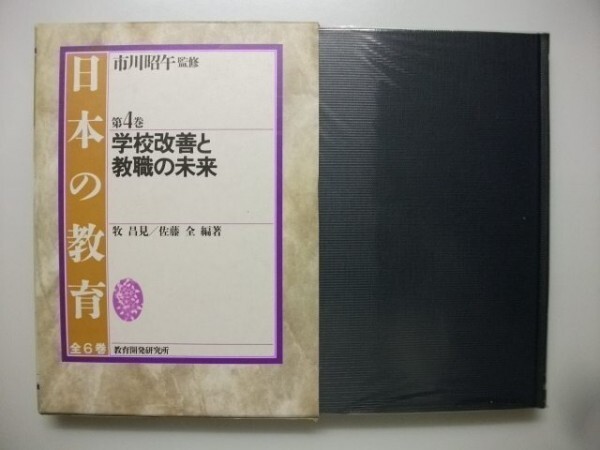 日本の教育
全6巻
市川昭午監修
第4巻
学校改善と
教職の未来
牧 昌見/佐藤 全 編著
教育開発研究所